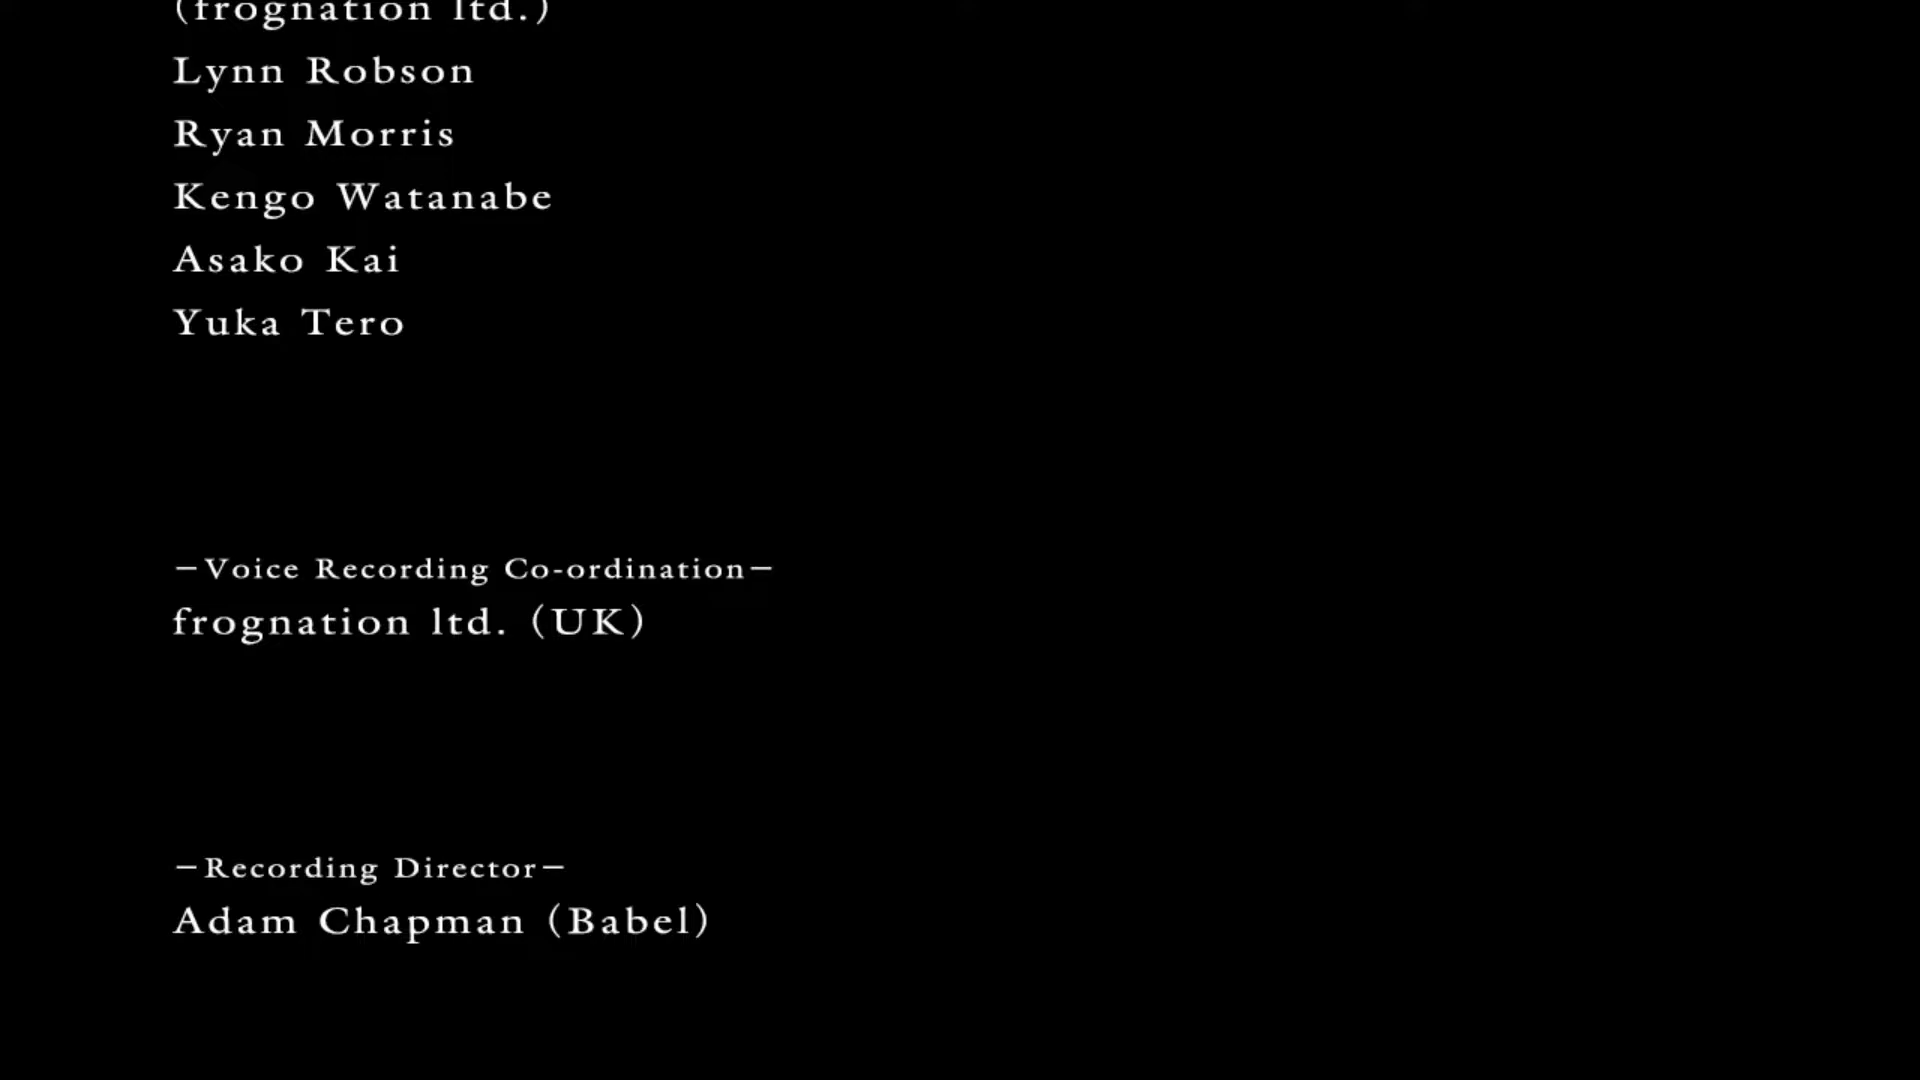 (frognation ltd.)
Lynn Robson
Ryan Morris
Kengo Watanabe
Asako Kai
Yuka Tero
－Voice Recording Co-ordination－
frognation ltd. (UK)
－Recording Director－
Adam Chapman (Babel)